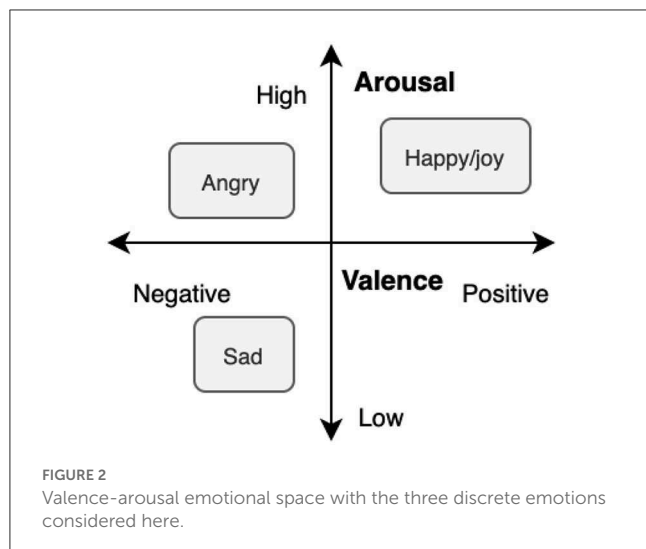 Arousal
High
Happy/joy
Angry
Valence
Negative
Positive
Sad
Low
FIGURE 2
Valence-arousal emotional space with the three discrete emotions
considered here.